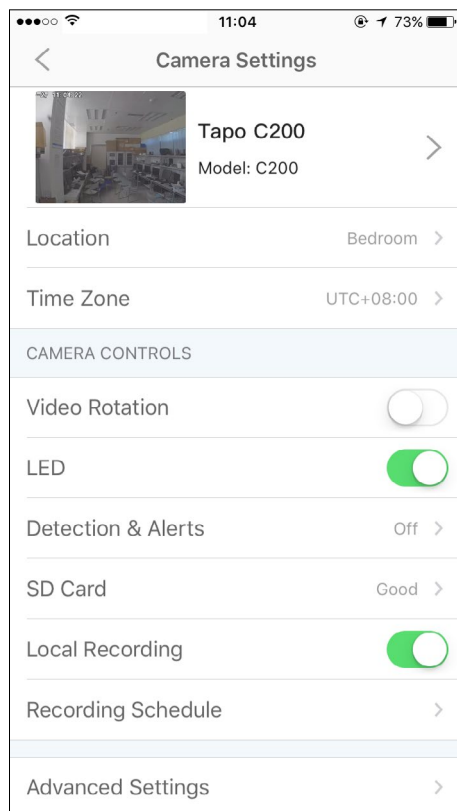 11:04
73%
Camera Settings
Tapo C200
Model: C200
Location
Bedroom
Time Zone
UTC+08:00
CAMERA CONTROLS
Video Rotation
LED
Detection & Alerts
Off
SD Card
Good
Local Recording
Recording Schedule
Advanced Settings